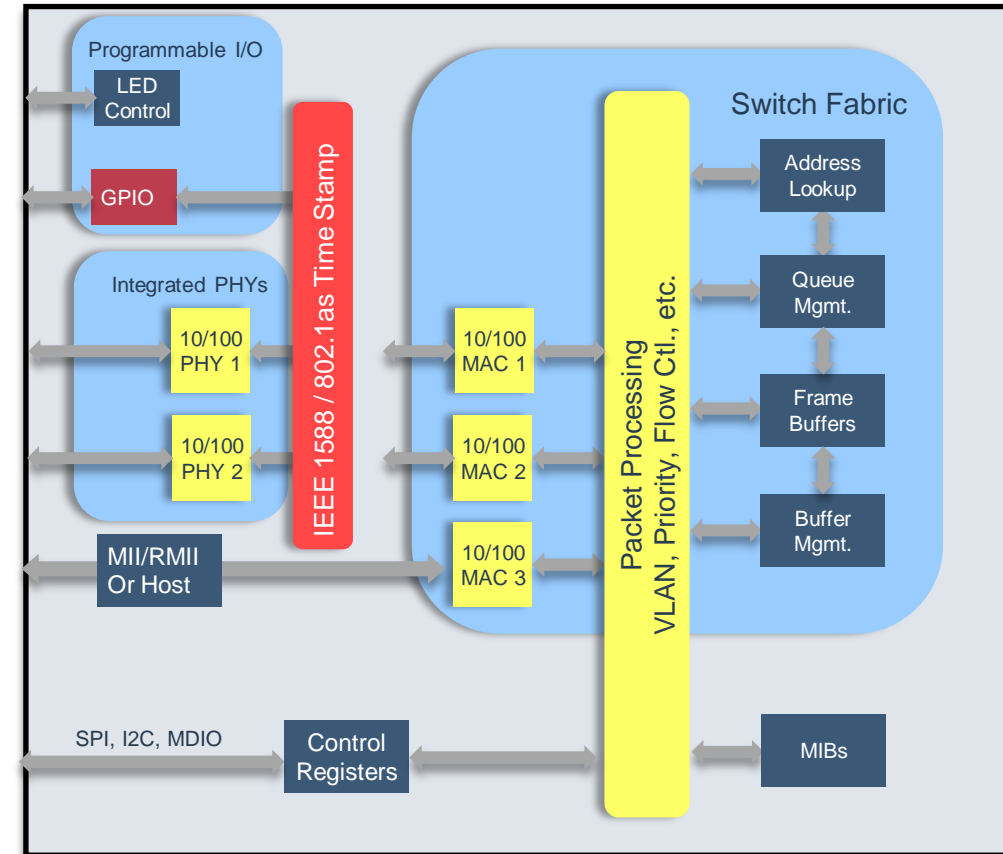 Programmable I/O
LED
Control
GPIO
Integrated PHYs
10/100
PHY 1
10/100
PHY 2
MII/RMII
Or Host
IEEE 1588 / 802.1as Time Stamp
Switch Fabric
10/100
MAC 1
10/100
MAC 2
10/100
MAC 3
Packet Processing
VLAN, Priority, Flow Ctl., etc.
Address
Lookup
Queue
Mgmt.
Frame
Buffers
Buffer
Mgmt.
SPI, I2C, MDIO
Control
Registers
MIBs